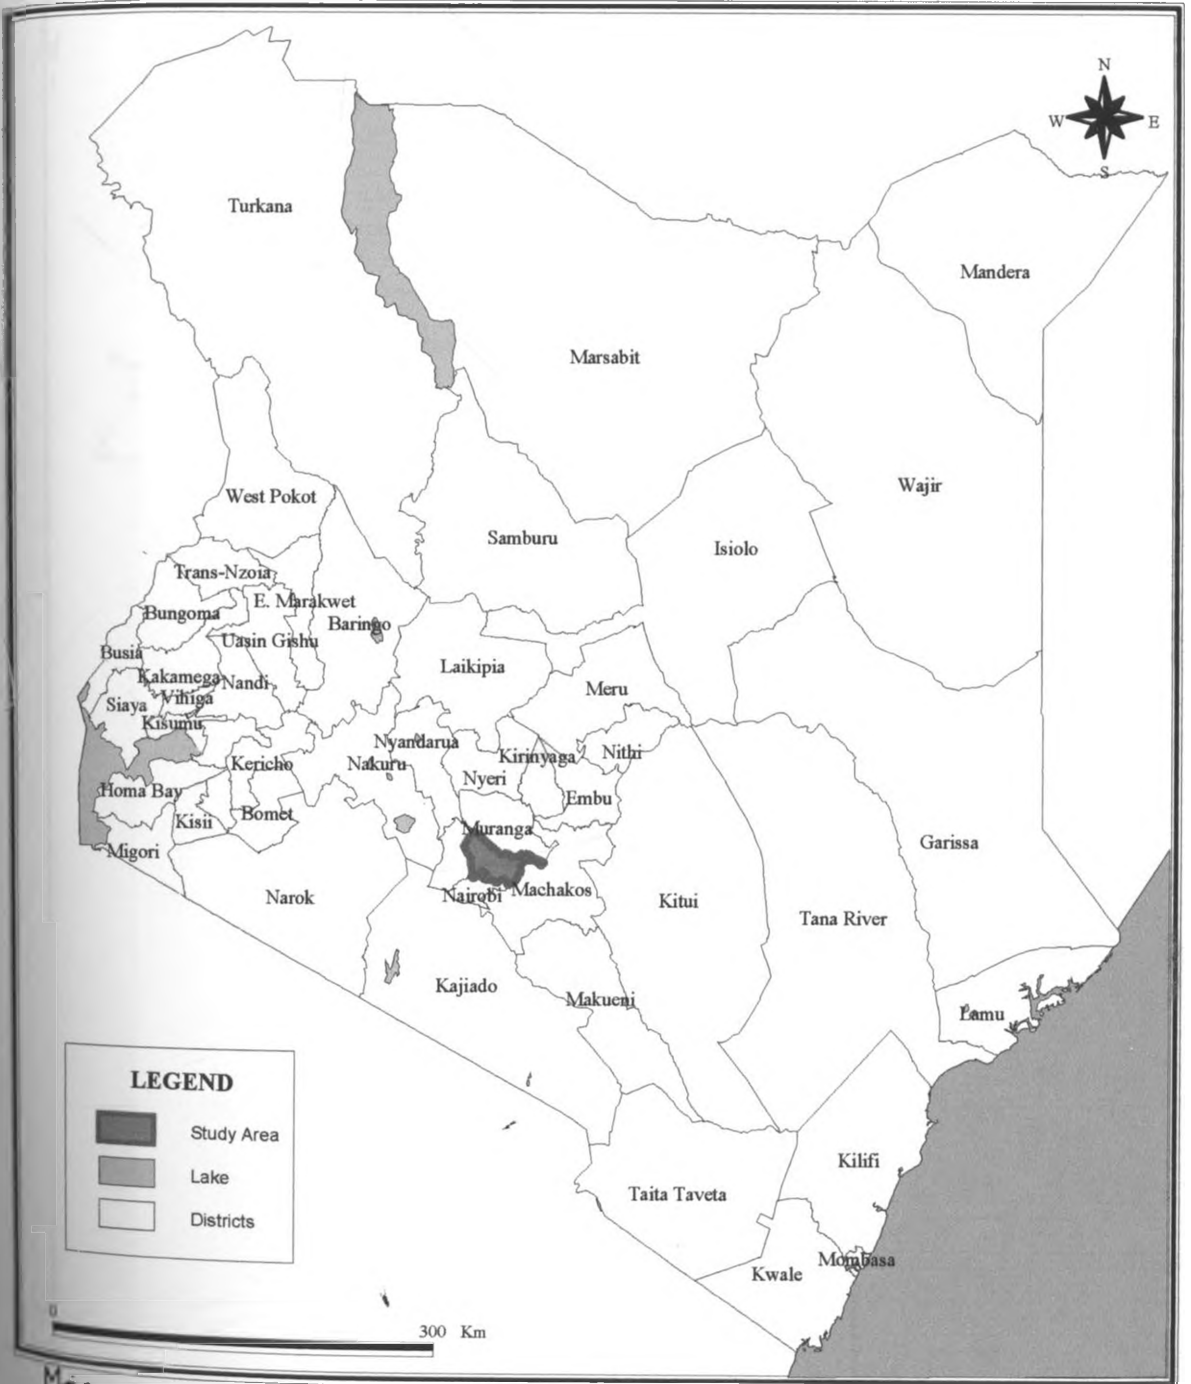 N
W E
S
Turkana
Mandera
Marsabit
Wajir
West Pokot
Samburu
Isiolo
Trans-Nzoia
E. Marakwet
Bungoma
Baringo
Uasin Gishu
Busia
Laikipia
Kakamega
Nandi
Meru
Vihiga
Siaya
Kisumu
Nyandarua
Kirinyaga
Nithi
Kericho
Nakuru
Nyeri
Homa Bay
Embu
Bomet
Kisii
Muranga
Garissa
Migori
Narok
Nairobi
Machakos
Kitui
Tana River
Kajiado
Makueni
Lamu
LEGEND
Study Area
Lake
Districts
Kilifi
Taita Taveta
Mombasa
Kwale
0
300 Km